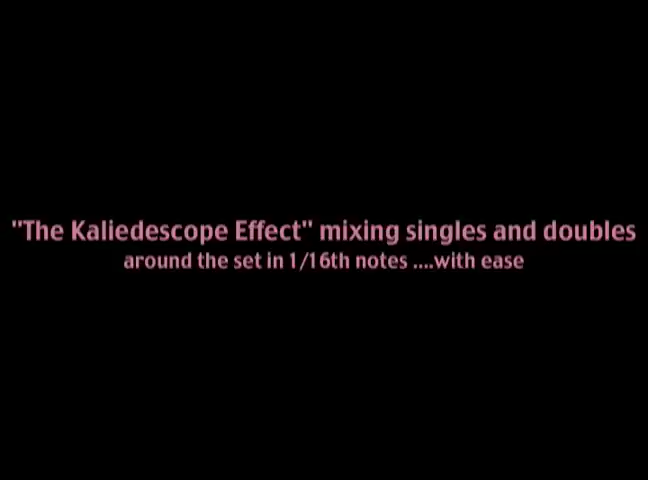 "The Kaliedescope Effect" mixing singles and doubles
around the set in 1/16th notes ....with ease